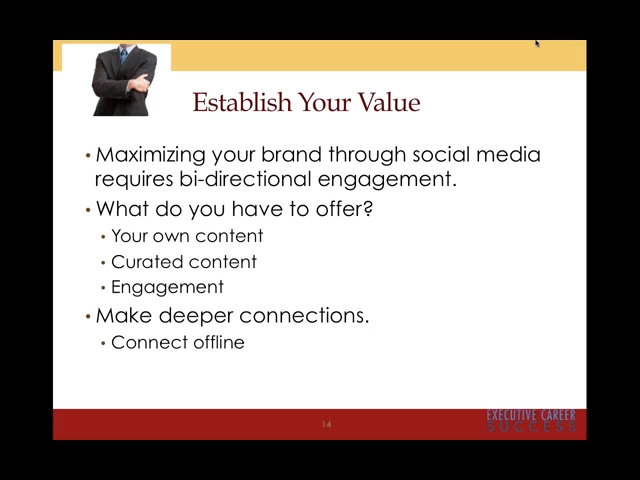 Establish Your Value
• Maximizing your brand through social media
requires bi-directional engagement.
• What do you have to offer?
• Your own content
• Curated content
• Engagement
• Make deeper connections.
• Connect offline
14
EXECUTIVE CAREER
SUCCESS